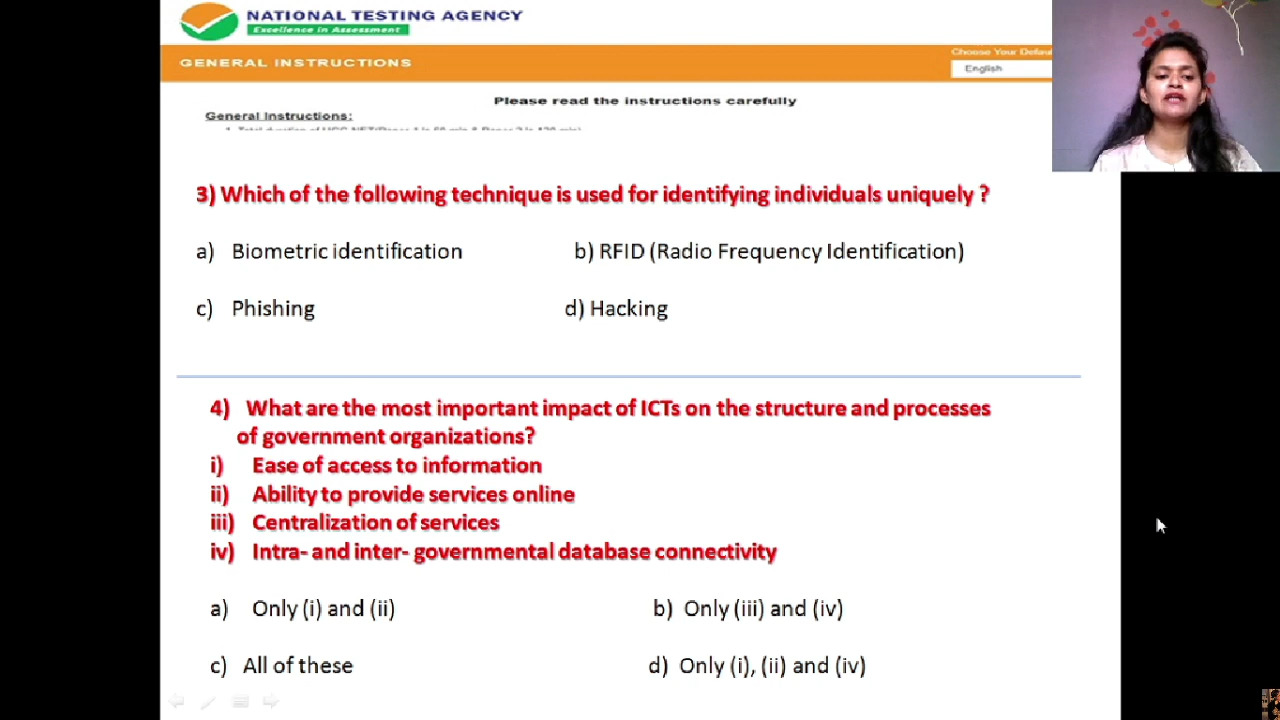 NATIONAL TESTING AGENCY
Excellence in Assessment
GENERAL INSTRUCTIONS
Choose Your Defau
English
Please read the instructions carefully
General Instructions:
3) Which of the following technique is used for identifying individuals uniquely ?
a) Biometric identification b) RFID (Radio Frequency Identification)
c) Phishing d) Hacking
4) What are the most important impact of ICTs on the structure and processes
of government organizations?
i) Ease of access to information
ii) Ability to provide services online
iii) Centralization of services
iv) Intra- and inter- governmental database connectivity
a) Only (i) and (ii) b) Only (iii) and (iv)
c) All of these d) Only (i), (ii) and (iv)